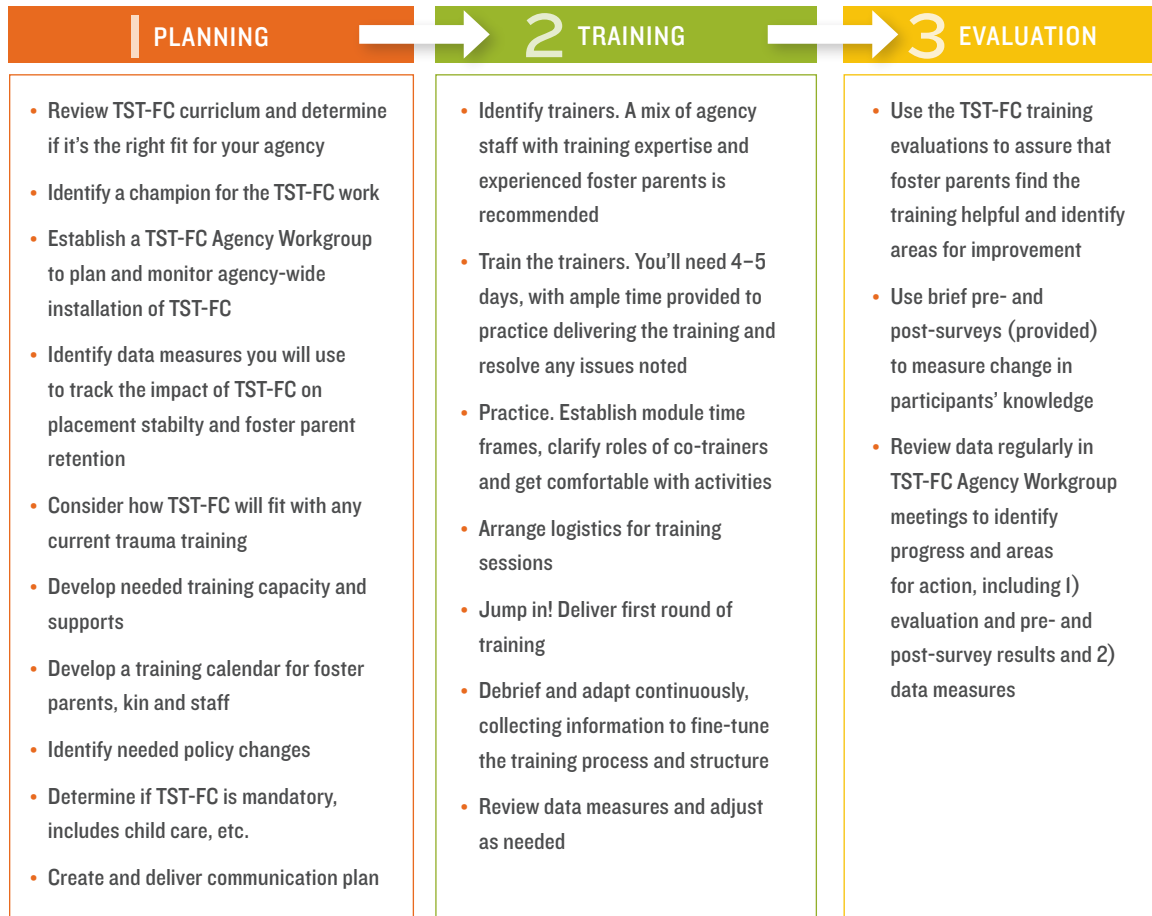 1 PLANNING
• Review TST-FC curriclum and determine
if it's the right fit for your agency
• Identify a champion for the TST-FC work
• Establish a TST-FC Agency Workgroup
to plan and monitor agency-wide
installation of TST-FC
• Identify data measures you will use
to track the impact of TST-FC on
placement stabilty and foster parent
retention
• Consider how TST-FC will fit with any
current trauma training
• Develop needed training capacity and
supports
• Develop a training calendar for foster
parents, kin and staff
• Identify needed policy changes
• Determine if TST-FC is mandatory,
includes child care, etc.
• Create and deliver communication plan
2 TRAINING
• Identify trainers. A mix of agency
staff with training expertise and
experienced foster parents is
recommended
• Train the trainers. You'll need 4–5
days, with ample time provided to
practice delivering the training and
resolve any issues noted
• Practice. Establish module time
frames, clarify roles of co-trainers
and get comfortable with activities
• Arrange logistics for training
sessions
• Jump in! Deliver first round of
training
• Debrief and adapt continuously,
collecting information to fine-tune
the training process and structure
• Review data measures and adjust
as needed
3 EVALUATION
• Use the TST-FC training
evaluations to assure that
foster parents find the
training helpful and identify
areas for improvement
• Use brief pre- and
post-surveys (provided)
to measure change in
participants' knowledge
• Review data regularly in
TST-FC Agency Workgroup
meetings to identify
progress and areas
for action, including 1)
evaluation and pre- and
post-survey results and 2)
data measures